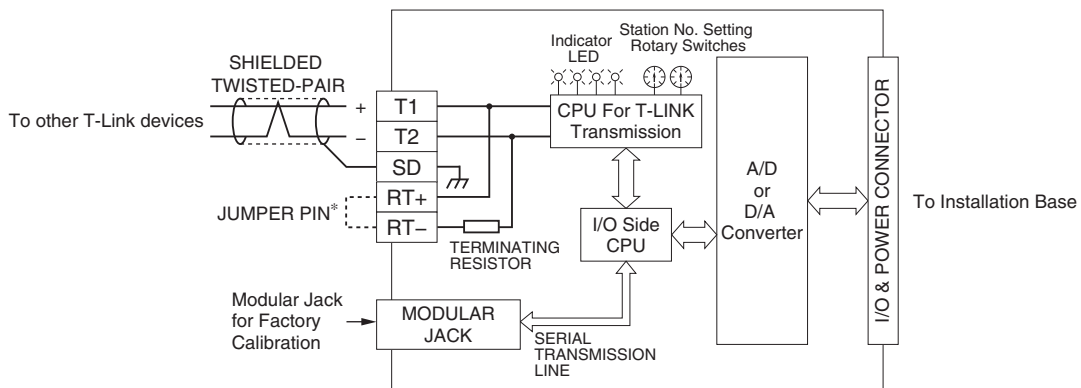 Indicator
LED
Station No. Setting
Rotary Switches
SHIELDED
TWISTED-PAIR
To other T-Link devices
+
−
T1
T2
SD
RT+
RT−
JUMPER PIN*
TERMINATING
RESISTOR
CPU For T-LINK
Transmission
I/O Side
CPU
A/D
or
D/A
Converter
I/O & POWER CONNECTOR
To Installation Base
Modular Jack
for Factory
Calibration
MODULAR
JACK
SERIAL
TRANSMISSION
LINE